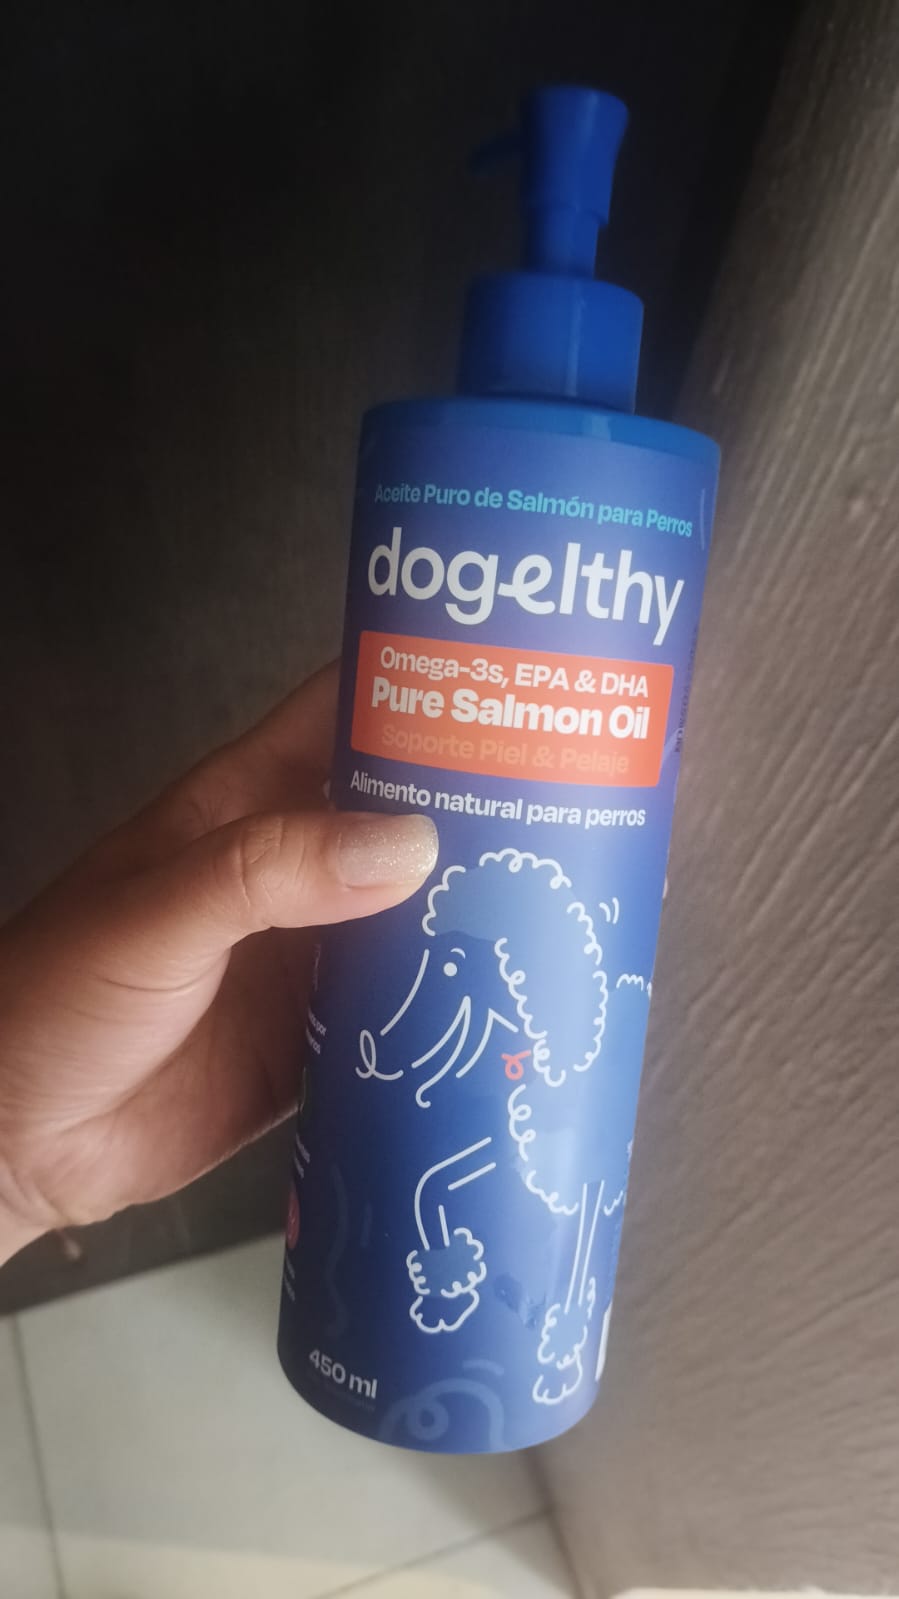 Aceite Puro de Salmón para Perros
dogelthy
Omega-3s, EPA & DHA
Pure Salmon Oil
Soporte Piel & Pelaje
Alimento natural para perros
450 ml